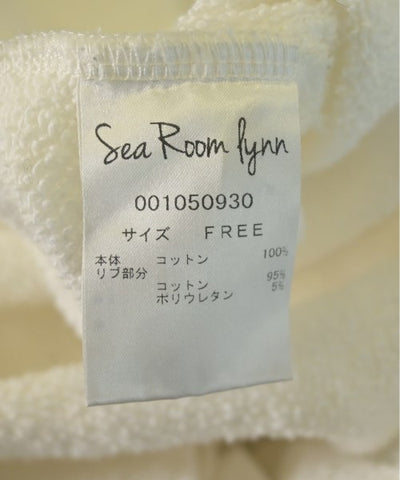 Sea Room lynn
001050930
サイズ FREE
本体 コットン 100%
リブ部分
コットン 95%
ポリウレタン 5%